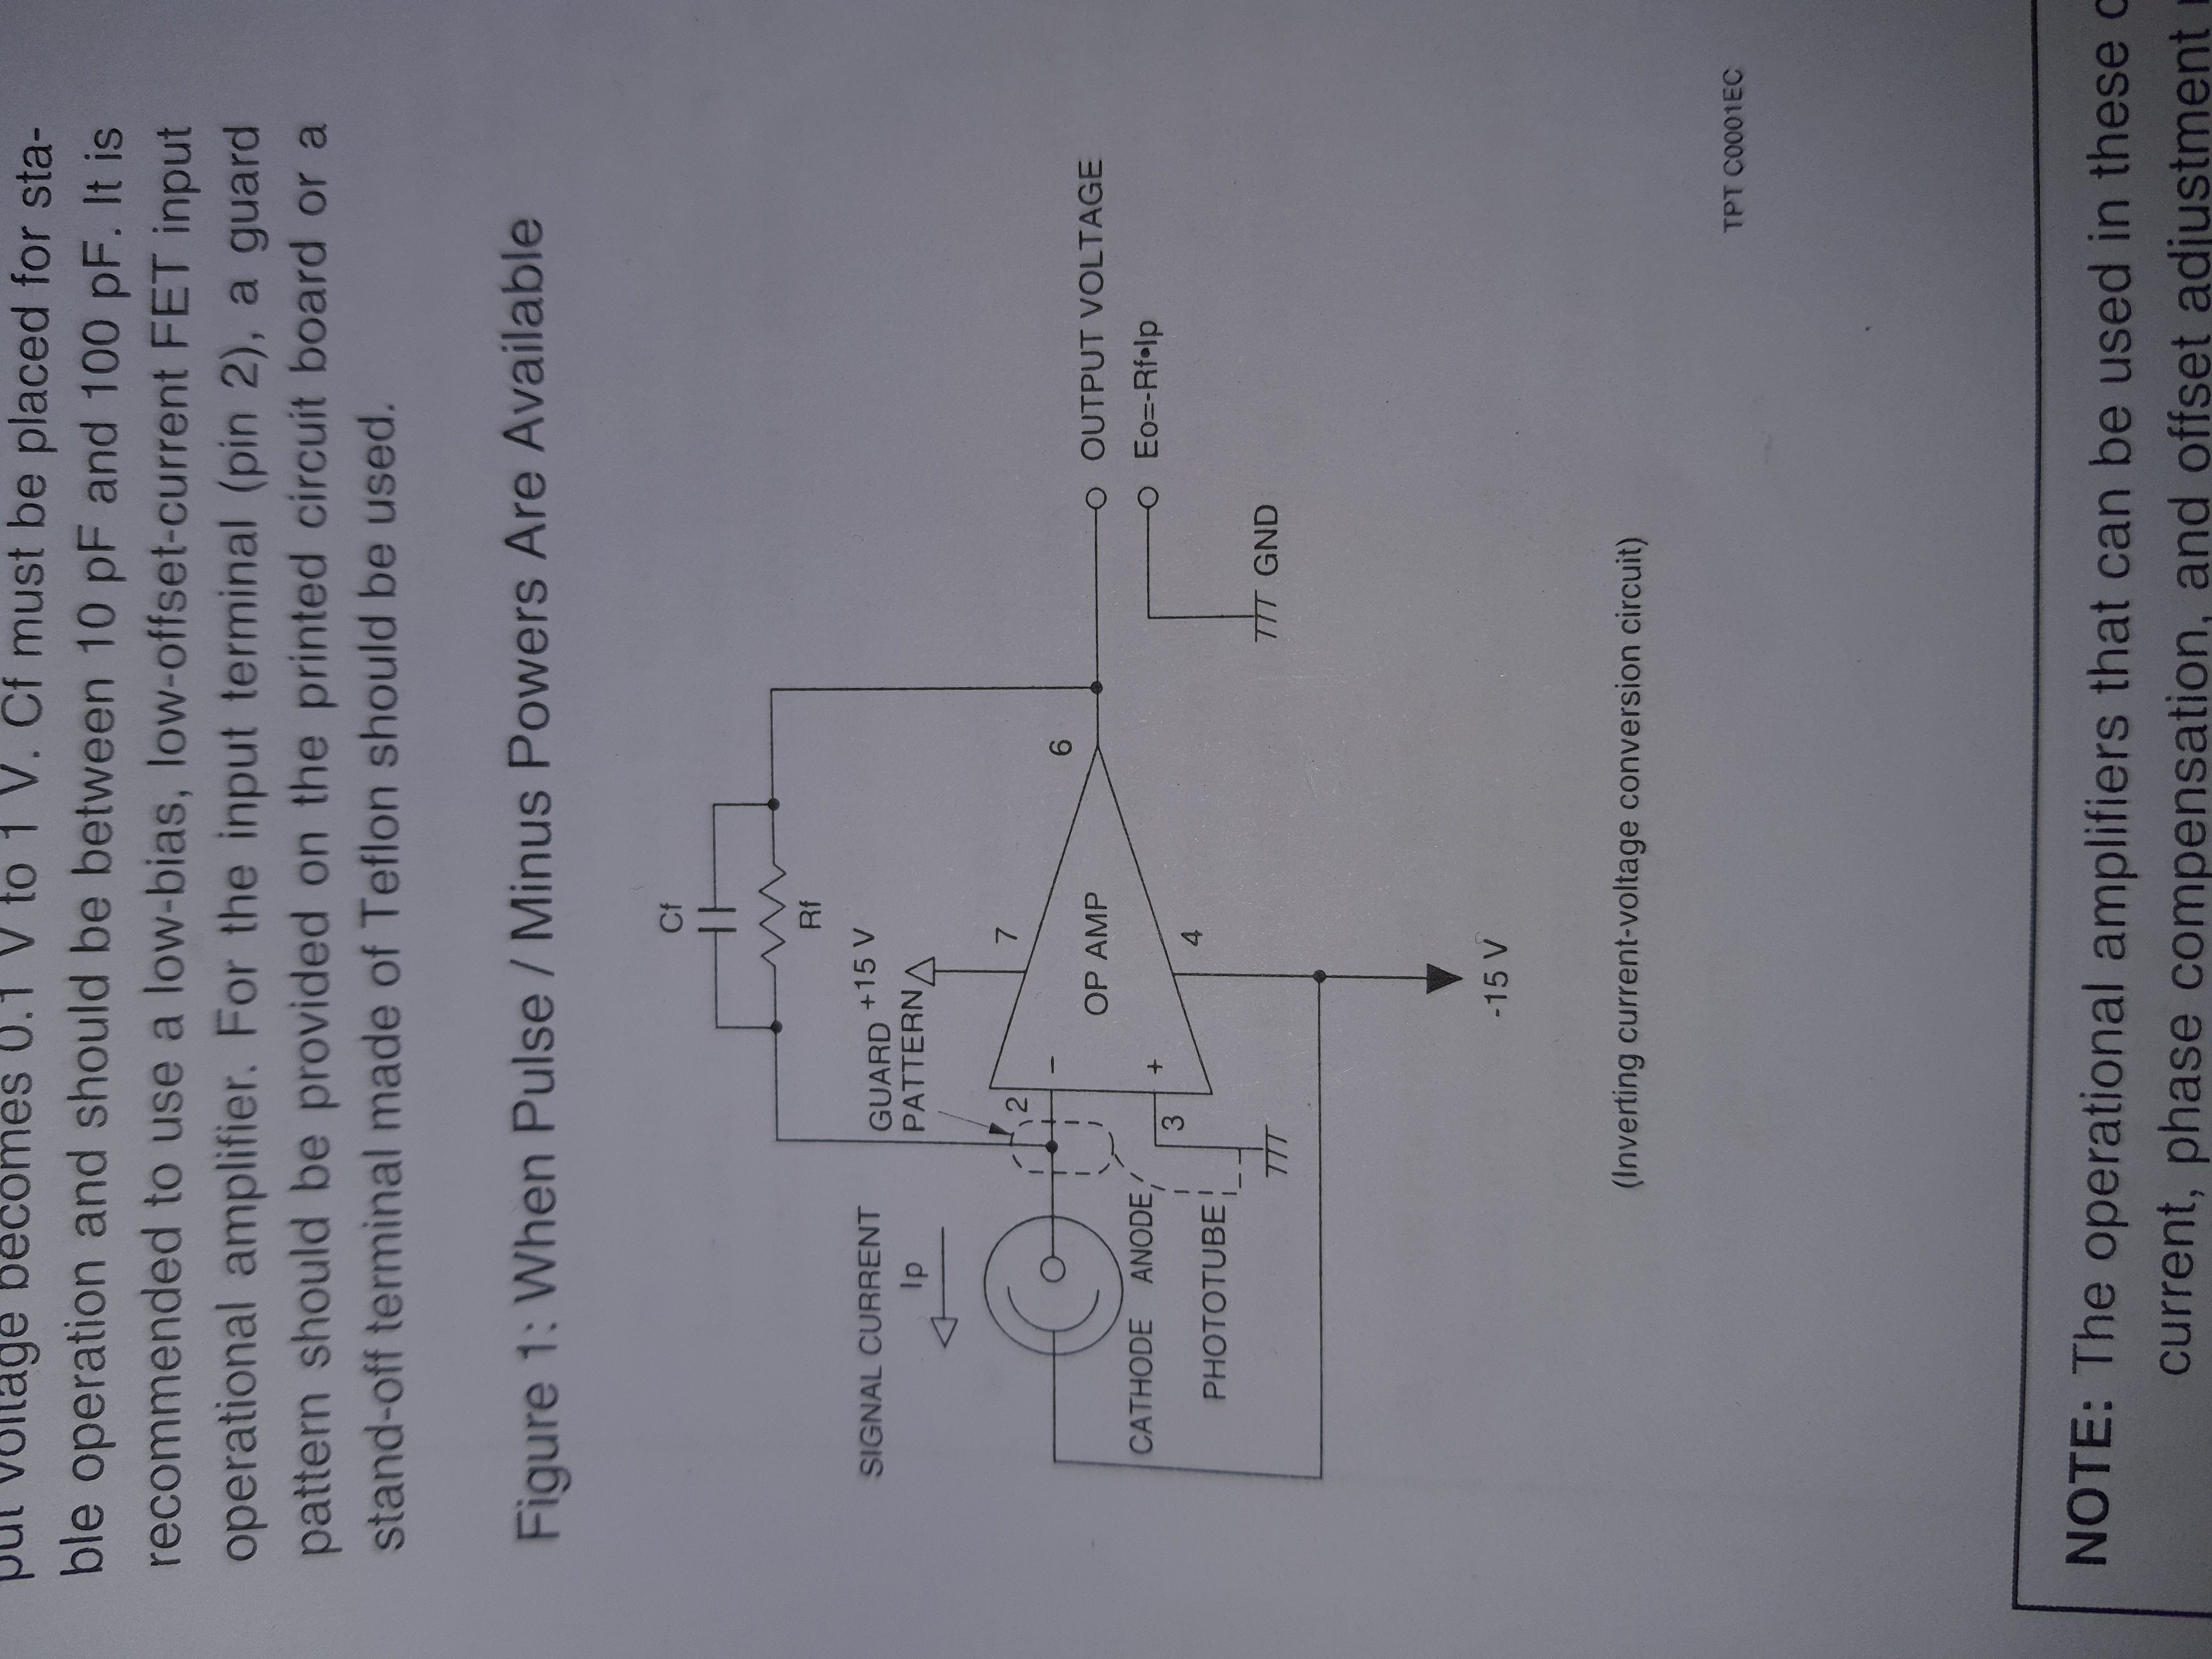 put voltage becomes 0.1 V to 1 V. Cf must be placed for sta-
ble operation and should be between 10 pF and 100 pF. It is
recommended to use a low-bias, low-offset-current FET input
operational amplifier. For the input terminal (pin 2), a guard
pattern should be provided on the printed circuit board or a
stand-off terminal made of Teflon should be used.
Figure 1: When Pulse / Minus Powers Are Available
Cf
Rf
SIGNAL CURRENT
Ip
GUARD
PATTERN
+15 V
2
7
-
6
OP AMP
OUTPUT VOLTAGE
CATHODE ANODE
+
Eo=-Rf•Ip
3
4
PHOTOTUBE
GND
-15 V
(Inverting current-voltage conversion circuit)
TPT C0001EC
NOTE: The operational amplifiers that can be used in these
current, phase compensation, and offset adjustment